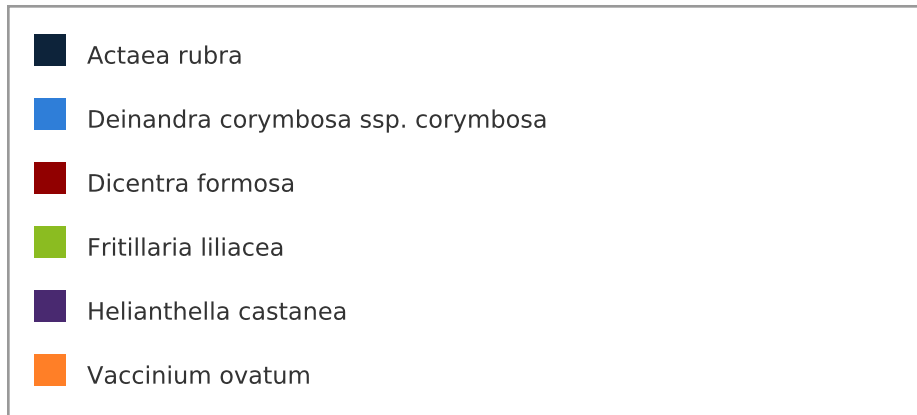 Actaea rubra
Deinandra corymbosa ssp. corymbosa
Dicentra formosa
Fritillaria liliacea
Helianthella castanea
Vaccinium ovatum